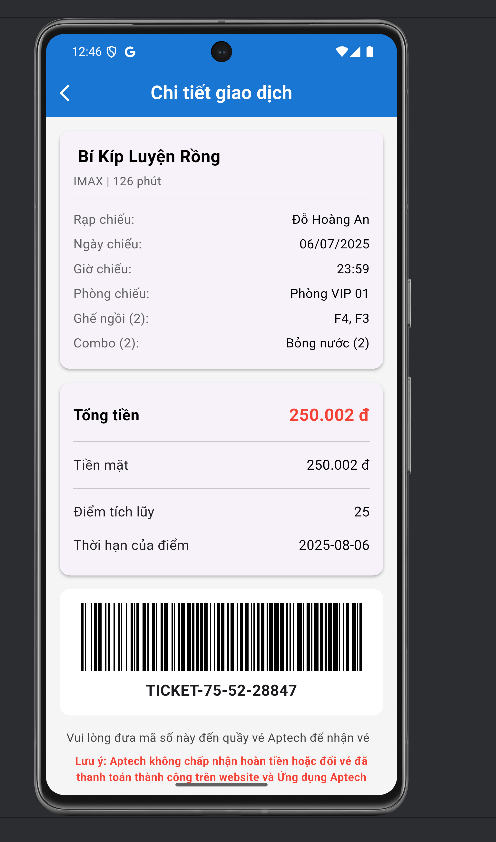 12:46 G
Chi tiết giao dịch
Bí Kíp Luyện Rồng
IMAX | 126 phút
Rạp chiếu: Đỗ Hoàng An
Ngày chiếu: 06/07/2025
Giờ chiếu: 23:59
Phòng chiếu: Phòng VIP 01
Ghế ngồi (2): F4, F3
Combo (2): Bỏng nước (2)
Tổng tiền 250.002 đ
Tiền mặt 250.002 đ
Điểm tích lũy 25
Thời hạn của điểm 2025-08-06
TICKET-75-52-28847
Vui lòng đưa mã số này đến quầy vé Aptech để nhận vé
Lưu ý: Aptech không chấp nhận hoàn tiền hoặc đổi vé đã
thanh toán thành công trên website và Ứng dụng Aptech